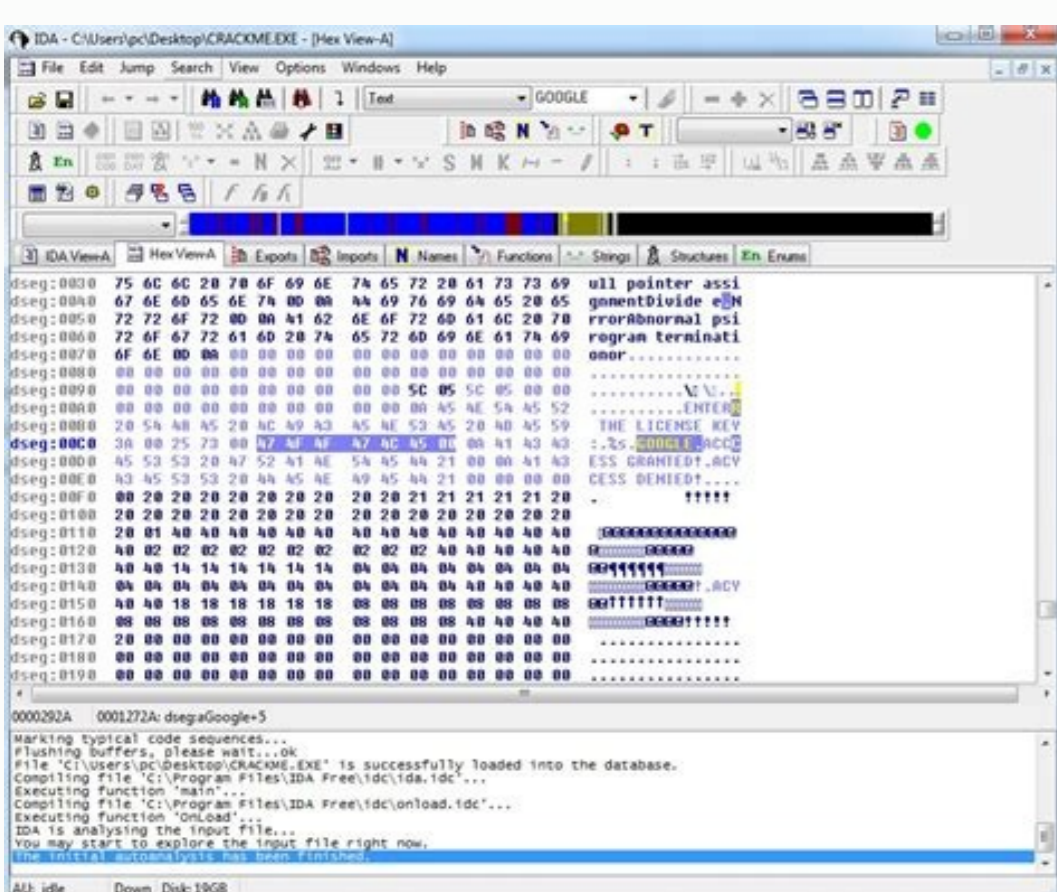 IDA - C:\Users\pc\Desktop\CRACKME.EXE - [Hex View-A]
File Edit Jump Search View Options Windows Help
Text GOOGLE
En S M K
IDA View-A Hex View-A Exports Imports N Names Functions Strings Structures En Enums
dseg:0030 75 6C 6C 20 70 6F 69 6E 74 65 72 20 61 73 73 69 ull pointer assi
dseg:0040 67 6E 6D 65 6E 74 0D 0A 44 69 76 69 64 65 20 65 gnmentDivide e
dseg:0050 72 72 6F 72 0D 0A 41 62 6E 6F 72 6D 61 6C 20 70 rrorAbnormal psi
dseg:0060 72 6F 67 72 61 6D 20 74 65 72 6D 69 6E 61 74 69 rogram terminati
dseg:0070 6F 6E 0D 0A 00 00 00 00 00 00 00 00 00 00 00 00 onor............
dseg:0080 00 00 00 00 00 00 00 00 00 00 00 00 00 00 00 00 ................
dseg:0090 00 00 00 00 00 00 00 00 00 00 5C 05 5C 05 00 00
dseg:00A0 00 00 00 00 00 00 00 00 00 00 0A 45 4E 54 45 52 ..........ENTER
dseg:00B0 20 54 48 45 20 4C 49 43 45 4E 53 45 20 4B 45 59 THE LICENSE KEY
dseg:00C0 3A 00 25 73 00 47 4F 4F 47 4C 45 00 0A 41 43 43 :.%s.GOOGLE.ACCC
dseg:00D0 45 53 53 20 47 52 41 4E 54 45 44 21 00 0A 41 43 ESS GRANTED!.ACY
dseg:00E0 43 45 53 53 20 44 45 4E 49 45 44 21 00 00 00 00 CESS DENIED!....
dseg:00F0 00 20 20 20 20 20 20 20 20 20 21 21 21 21 21 20 . !!!!!
dseg:0100 20 20 20 20 20 20 20 20 20 20 20 20 20 20 20 20
dseg:0110 20 01 40 40 40 40 40 40 40 40 40 40 40 40 40 40
dseg:0120 40 02 02 02 02 02 02 02 02 02 02 40 40 40 40 40
dseg:0130 40 40 14 14 14 14 14 14 04 04 04 04 04 04 04 04
dseg:0140 04 04 04 04 04 04 04 04 04 04 04 04 40 40 40 40
dseg:0150 40 40 18 18 18 18 18 18 08 08 08 08 08 08 08 08
dseg:0160 08 08 08 08 08 08 08 08 08 08 08 08 40 40 40 40
dseg:0170 20 00 00 00 00 00 00 00 00 00 00 00 00 00 00 00 ................
dseg:0180 00 00 00 00 00 00 00 00 00 00 00 00 00 00 00 00 ................
dseg:0190 00 00 00 00 00 00 00 00 00 00 00 00 00 00 00 00 ................
0000292A 0001272A: dseg:aGoogle+5
Marking typical code sequences...
Flushing buffers, please wait...ok
File 'C:\Users\pc\Desktop\CRACKME.EXE' is successfully loaded into the database.
Compiling file 'C:\Program Files\IDA Free\idc\ida.idc'...
Executing function 'main'...
Compiling file 'C:\Program Files\IDA Free\idc\onload.idc'...
Executing function 'OnLoad'...
IDA is analysing the input file...
You may start to explore the input file right now.
The initial autoanalysis has been finished.
AU: idle Down Disk: 19GB